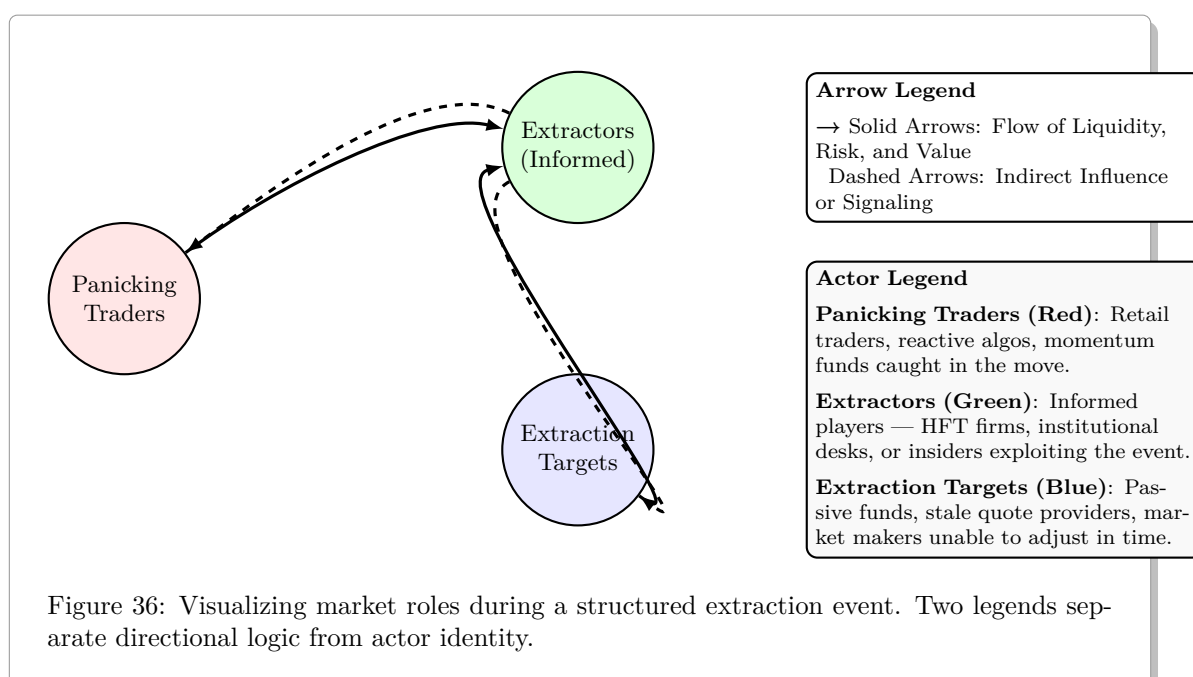 Extractors
(Informed)
Panicking
Traders
Extraction
Targets
Arrow Legend
→ Solid Arrows: Flow of Liquidity,
Risk, and Value
Dashed Arrows: Indirect Influence
or Signaling
Actor Legend
Panicking Traders (Red): Retail
traders, reactive algos, momentum
funds caught in the move.
Extractors (Green): Informed
players — HFT firms, institutional
desks, or insiders exploiting the event.
Extraction Targets (Blue): Pas-
sive funds, stale quote providers, mar-
ket makers unable to adjust in time.
Figure 36: Visualizing market roles during a structured extraction event. Two legends sep-
arate directional logic from actor identity.